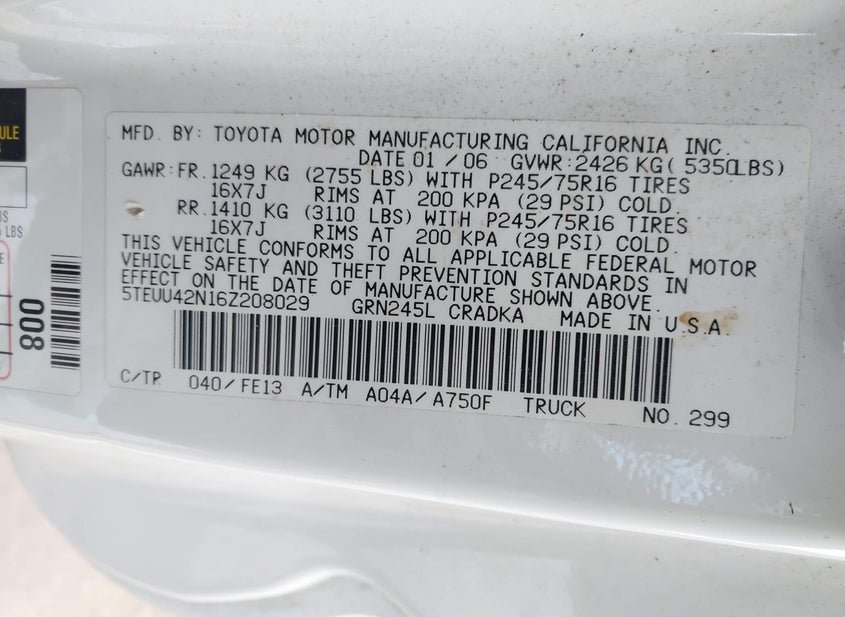 MFD. BY: TOYOTA MOTOR MANUFACTURING CALIFORNIA INC.
DATE 01 / 06 GVWR: 2426 KG( 5350LBS)
GAWR: FR. 1249 KG (2755 LBS) WITH P245/75R16 TIRES
16X7J RIMS AT 200 KPA (29 PSI) COLD
RR. 1410 KG (3110 LBS) WITH P245/75R16 TIRES
16X7J RIMS AT 200 KPA (29 PSI) COLD
THIS VEHICLE CONFORMS TO ALL APPLICABLE FEDERAL MOTOR
VEHICLE SAFETY AND THEFT PREVENTION STANDARDS IN
EFFECT ON THE DATE OF MANUFACTURE SHOWN ABOVE.
5TEUU42N16Z208029 GRN245L CRADKA MADE IN U.S.A.
C/TR 040/FE13 A/TM A04A/A750F TRUCK NO. 299
008
LBS